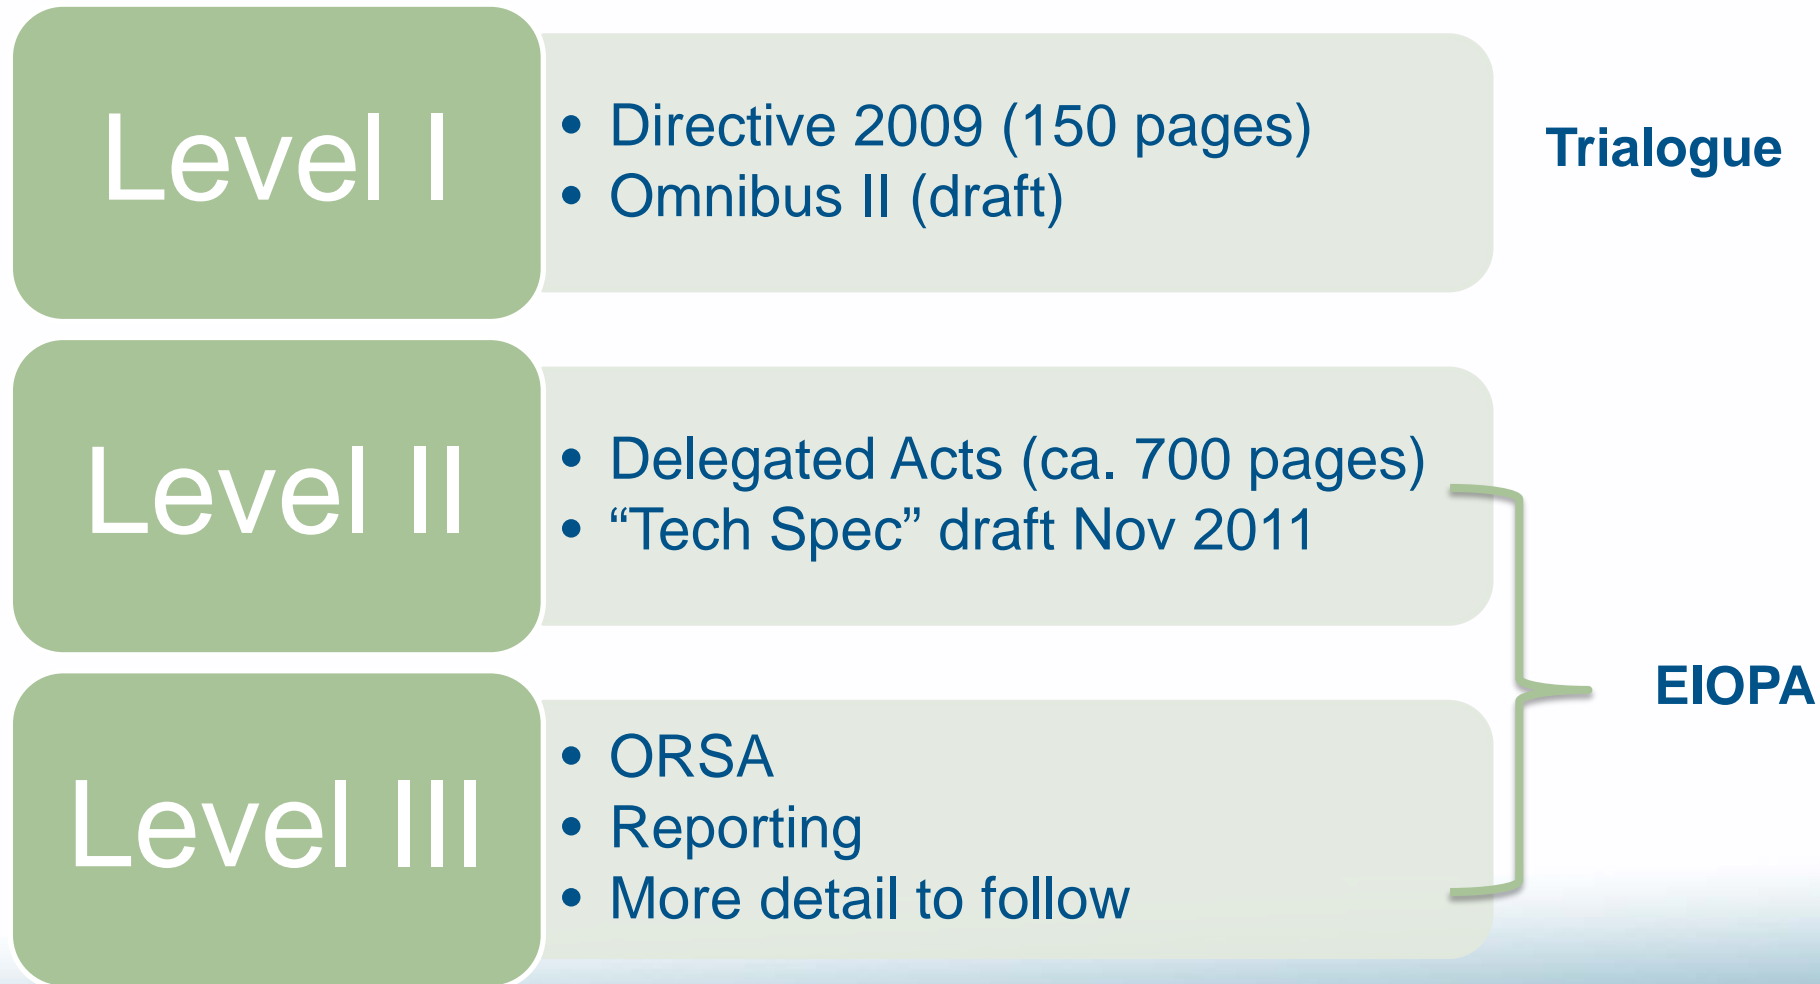 Level I
• Directive 2009 (150 pages)
• Omnibus II (draft)
Trialogue
Level II
• Delegated Acts (ca. 700 pages)
• “Tech Spec” draft Nov 2011
EIOPA
Level III
• ORSA
• Reporting
• More detail to follow